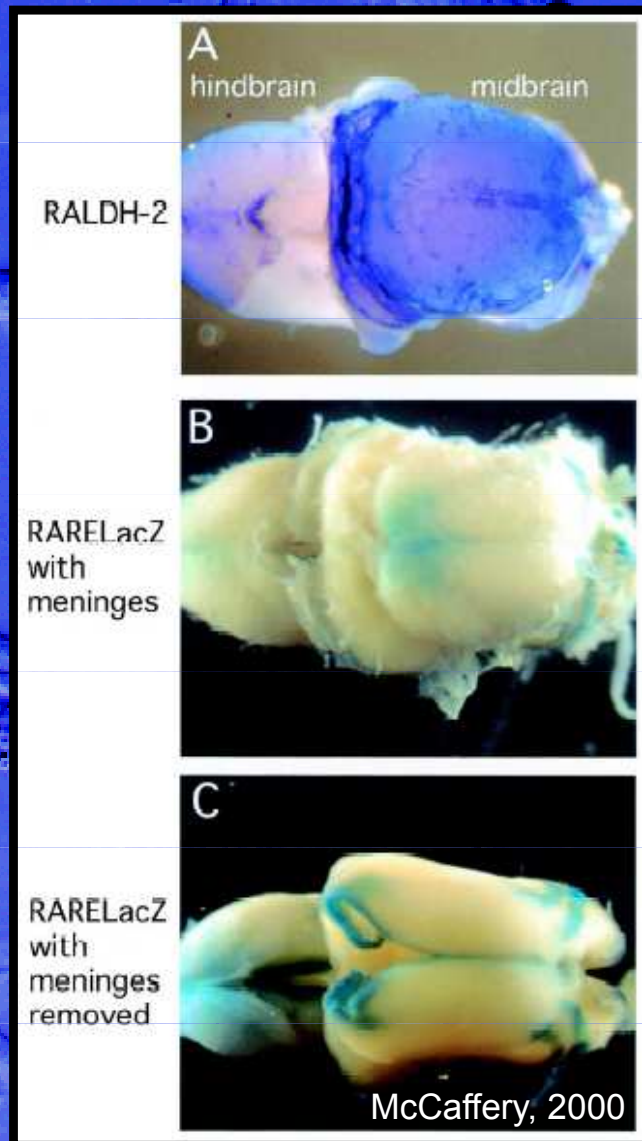 A
hindbrain midbrain
RALDH-2
B
RARELacZ
with
meninges
C
RARELacZ
with
meninges
removed
McCaffery, 2000